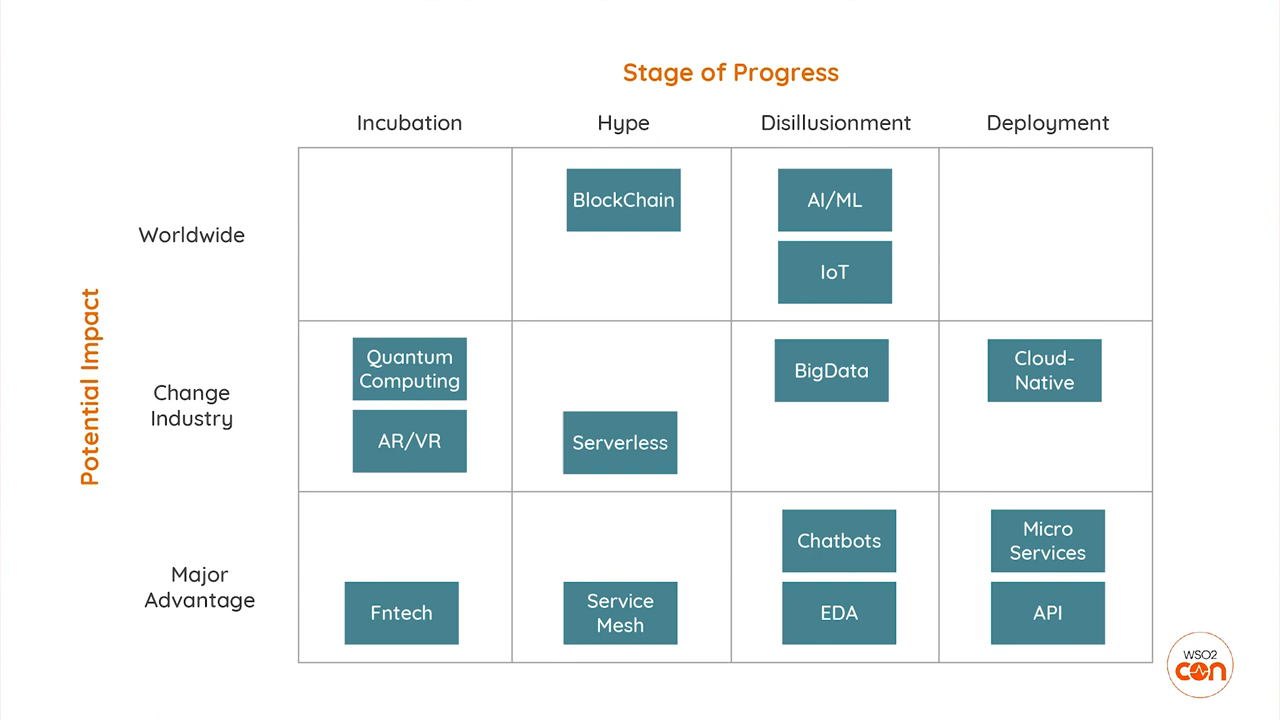 Stage of Progress
Incubation
Hype
Disillusionment
Deployment
Potential Impact
Worldwide
BlockChain
AI/ML
IoT
Change
Industry
Quantum
Computing
AR/VR
Serverless
BigData
Cloud-
Native
Major
Advantage
Fntech
Service
Mesh
Chatbots
EDA
Micro
Services
API
WSO2
con